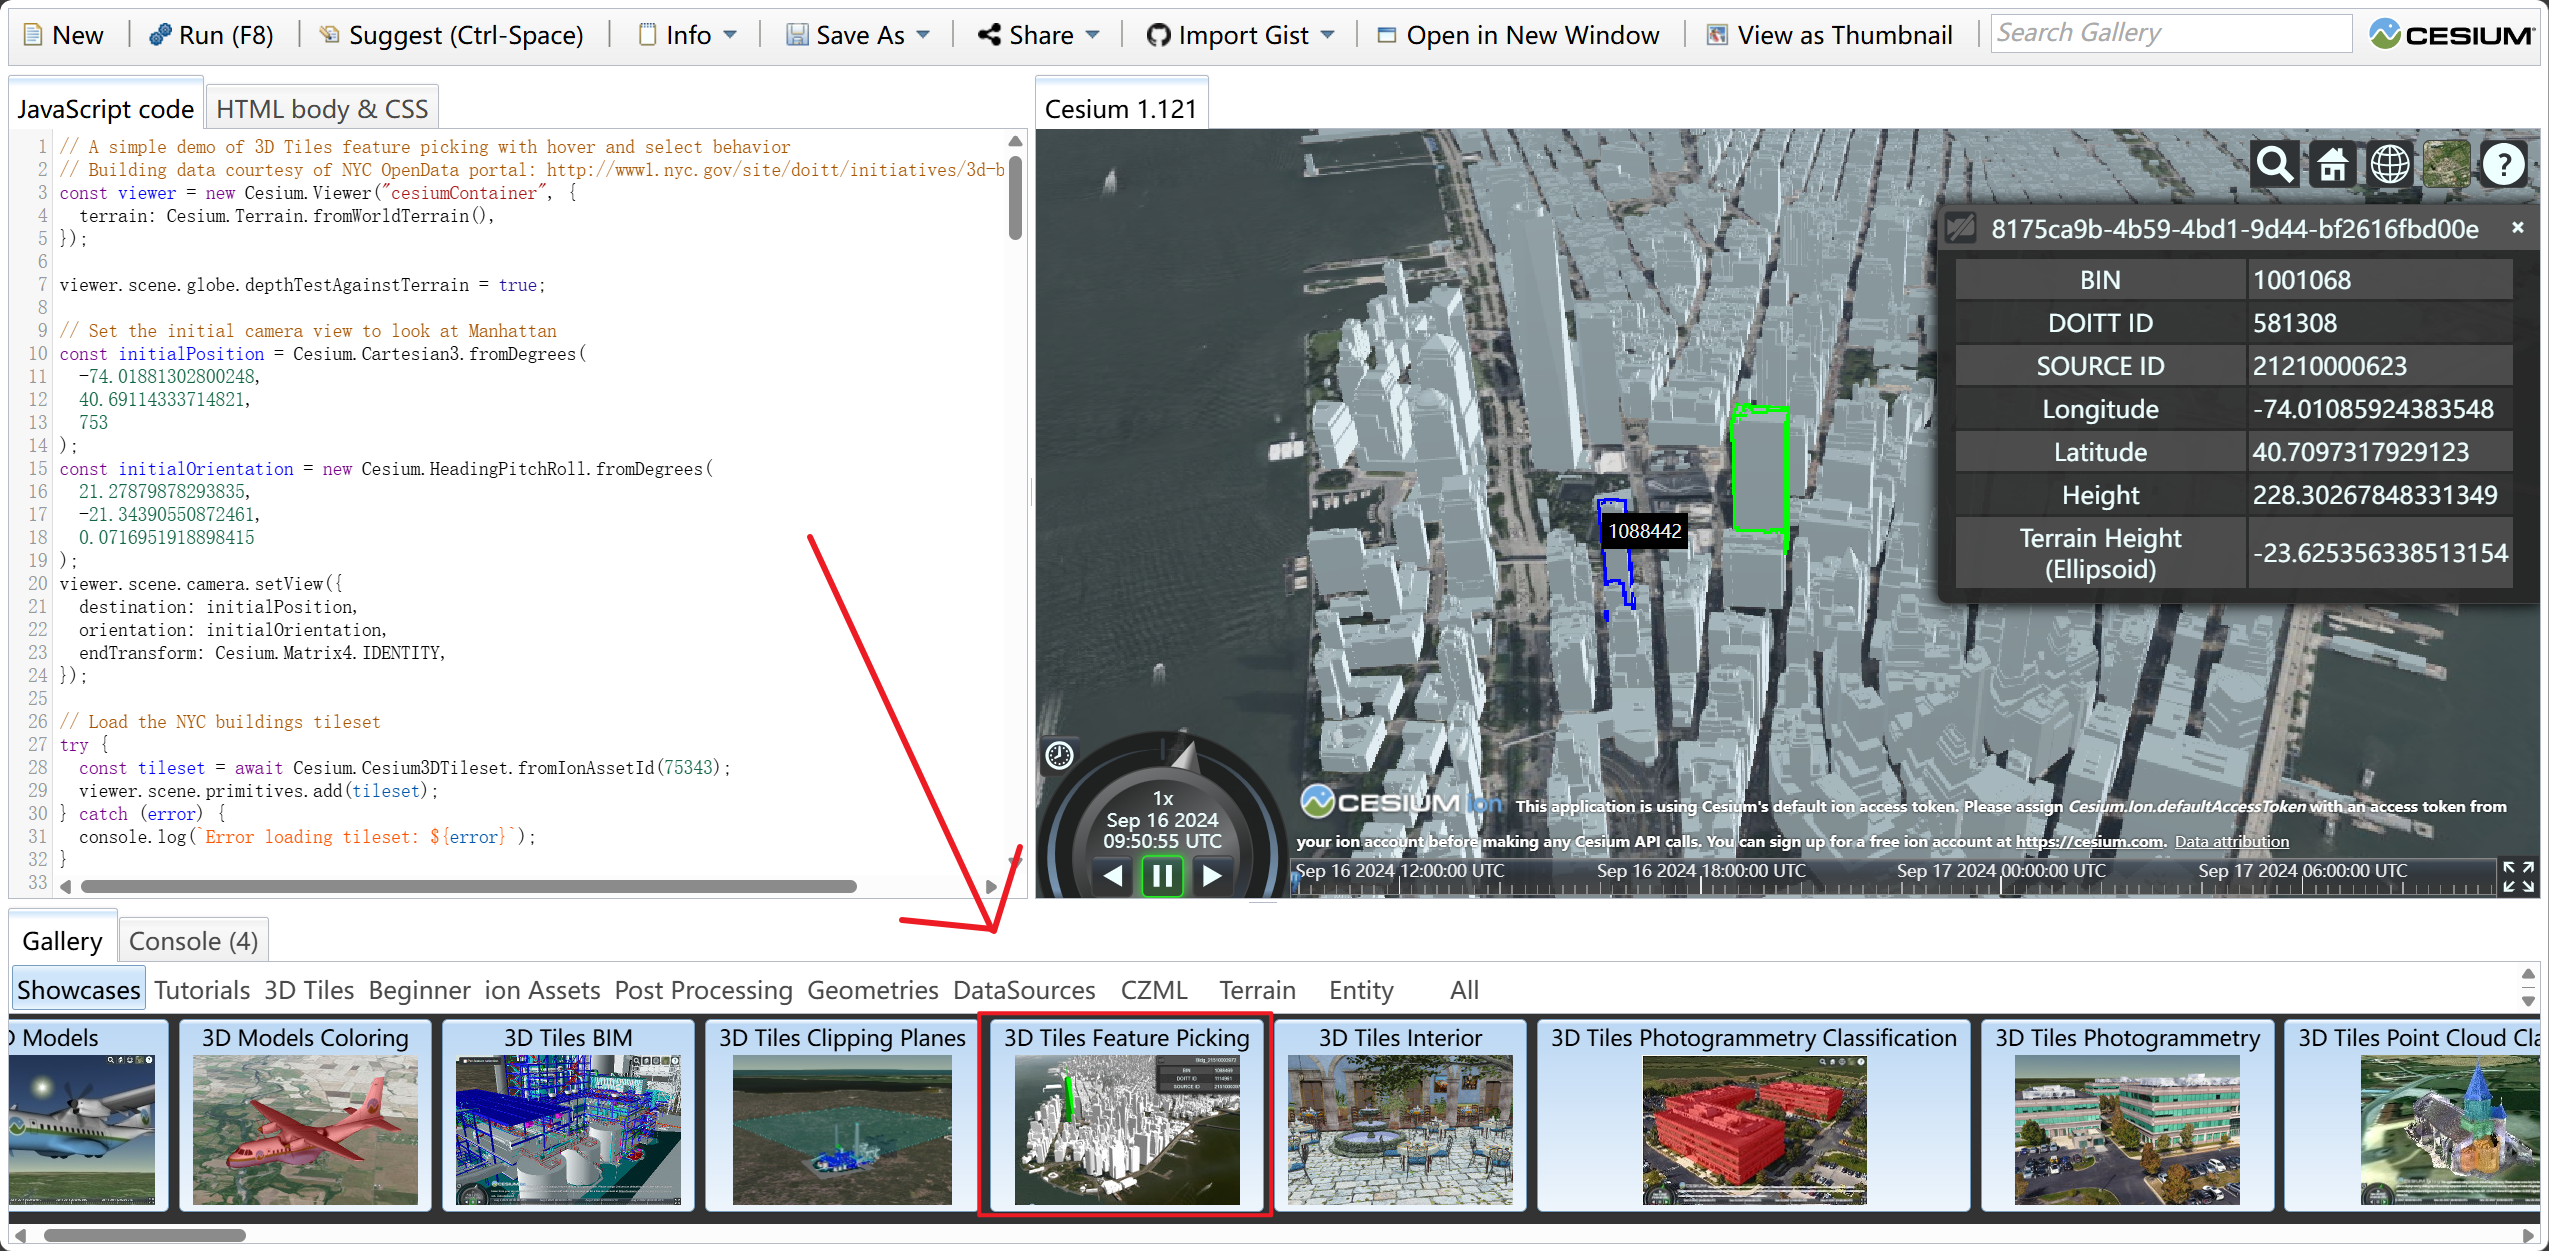 New
Run (F8)
Suggest (Ctrl-Space)
Info
Save As
Share
Import Gist
Open in New Window
View as Thumbnail
Search Gallery
CESIUM
JavaScript code
HTML body & CSS
1 // A simple demo of 3D Tiles feature picking with hover and select behavior
2 // Building data courtesy of NYC OpenData portal: http://www1.nyc.gov/site/doitt/initiatives/3d-b
3 const viewer = new Cesium.Viewer("cesiumContainer", {
4   terrain: Cesium.Terrain.fromWorldTerrain(),
5 });
6
7 viewer.scene.globe.depthTestAgainstTerrain = true;
8
9 // Set the initial camera view to look at Manhattan
10 const initialPosition = Cesium.Cartesian3.fromDegrees(
11   -74.01881302800248,
12   40.69114333714821,
13   753
14 );
15 const initialOrientation = new Cesium.HeadingPitchRoll.fromDegrees(
16   21.27879878293835,
17   -21.34390550872461,
18   0.0716951918898415
19 );
20 viewer.scene.camera.setView({
21   destination: initialPosition,
22   orientation: initialOrientation,
23   endTransform: Cesium.Matrix4.IDENTITY,
24 });
25
26 // Load the NYC buildings tileset
27 try {
28   const tileset = await Cesium.Cesium3DTileset.fromIonAssetId(75343);
29   viewer.scene.primitives.add(tileset);
30 } catch (error) {
31   console.log(`Error loading tileset: ${error}`);
32 }
33
Cesium 1.121
8175ca9b-4b59-4bd1-9d44-bf2616fbd00e ×
BIN 1001068
DOITT ID 581308
SOURCE ID 21210000623
Longitude -74.01085924383548
Latitude 40.7097317929123
Height 228.30267848331349
Terrain Height (Ellipsoid) -23.625356338513154
1088442
1x
Sep 16 2024
09:50:55 UTC
CESIUM ion This application is using Cesium's default ion access token. Please assign Cesium.Ion.defaultAccessToken with an access token from
your ion account before making any Cesium API calls. You can sign up for a free ion account at https://cesium.com. Data attribution
Sep 16 2024 12:00:00 UTC
Sep 16 2024 18:00:00 UTC
Sep 17 2024 00:00:00 UTC
Sep 17 2024 06:00:00 UTC
Gallery
Console (4)
Showcases
Tutorials
3D Tiles
Beginner
ion Assets
Post Processing
Geometries
DataSources
CZML
Terrain
Entity
All
D Models
3D Models Coloring
3D Tiles BIM
3D Tiles Clipping Planes
3D Tiles Feature Picking
3D Tiles Interior
3D Tiles Photogrammetry Classification
3D Tiles Photogrammetry
3D Tiles Point Cloud Cla